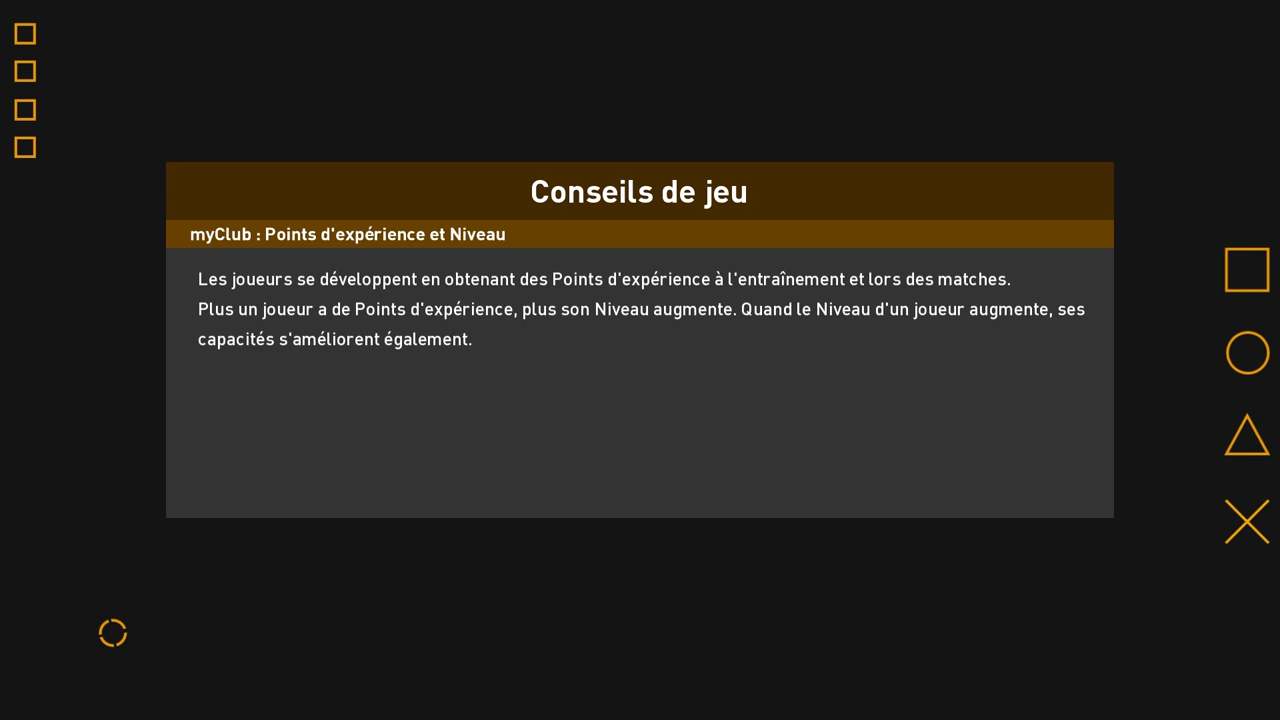 Conseils de jeu
myClub : Points d'expérience et Niveau
Les joueurs se développent en obtenant des Points d'expérience à l'entraînement et lors des matches.
Plus un joueur a de Points d'expérience, plus son Niveau augmente. Quand le Niveau d'un joueur augmente, ses
capacités s'améliorent également.